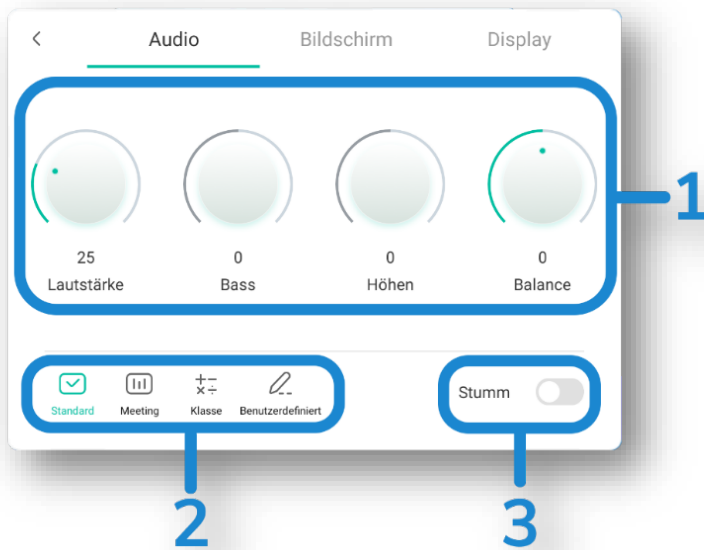 Audio Bildschirm Display
25 0 0 0
Lautstärke Bass Höhen Balance
1
Standard Meeting Klasse Benutzerdefiniert
Stumm
2 3